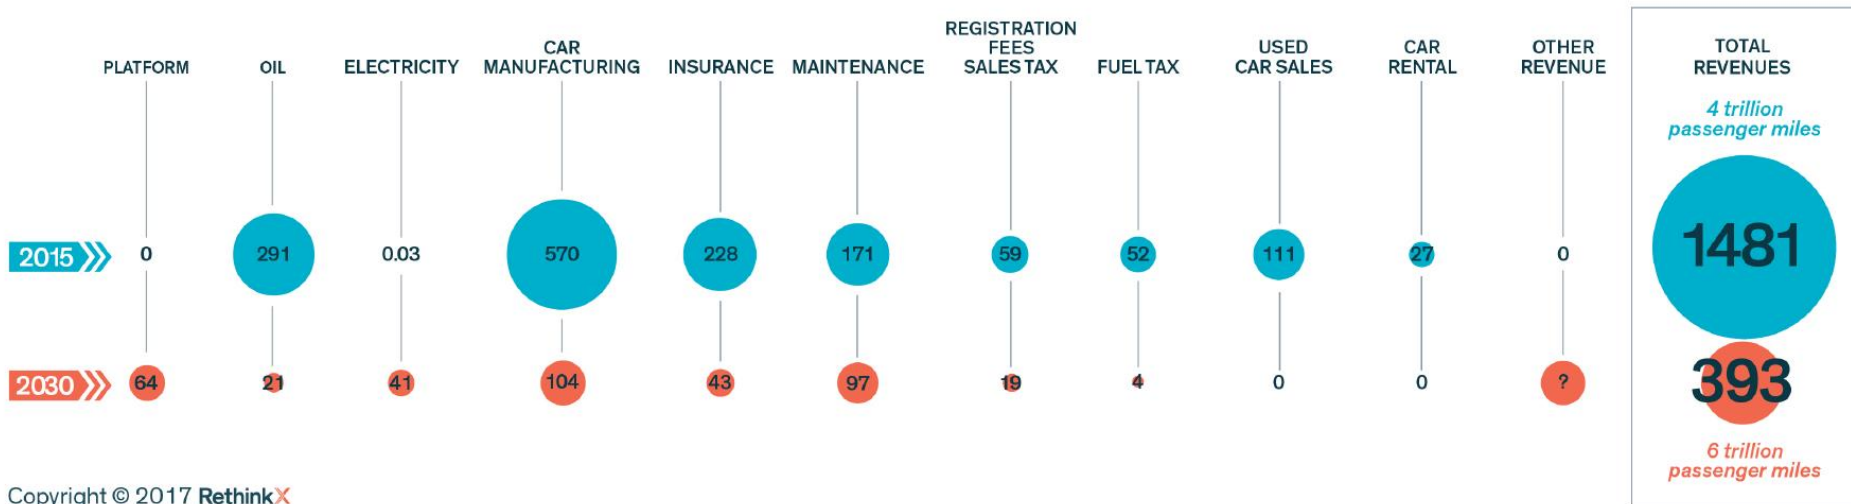 PLATFORM
OIL
ELECTRICITY
CAR
MANUFACTURING
INSURANCE
MAINTENANCE
REGISTRATION
FEES
SALES TAX
FUEL TAX
USED
CAR SALES
CAR
RENTAL
OTHER
REVENUE
TOTAL
REVENUES
4 trillion
passenger miles
2015
0
291
0.03
570
228
171
59
52
111
27
0
1481
2030
64
21
41
104
43
97
19
4
0
0
?
393
6 trillion
passenger miles
Copyright © 2017 RethinkX